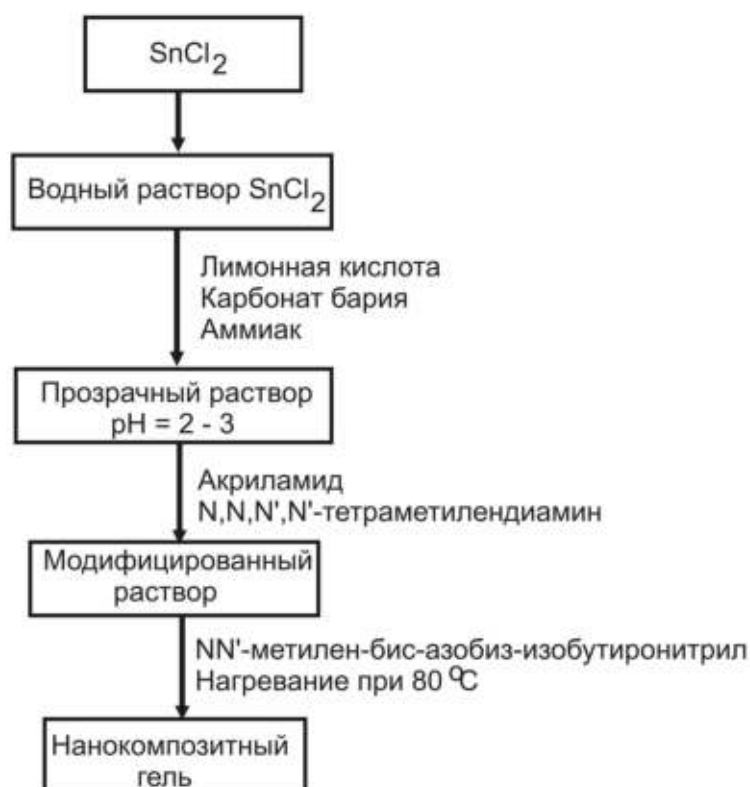 SnCl2
Водный раствор SnCl2
Лимонная кислота
Карбонат бария
Аммиак
Прозрачный раствор
pH = 2 - 3
Акриламид
N,N,N',N'-тетраметилендиамин
Модифицированный
раствор
NN'-метилен-бис-азобиз-изобутиронитрил
Нагревание при 80 ⁰C
Нанокомпозитный
гель